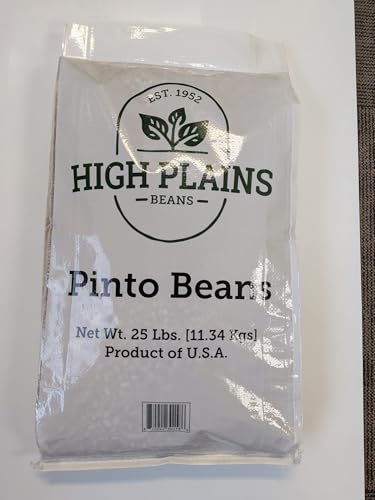 EST. 1952
HIGH PLAINS
BEANS
Pinto Beans
Net Wt. 25 Lbs. [11.34 Kgs]
Product of U.S.A.